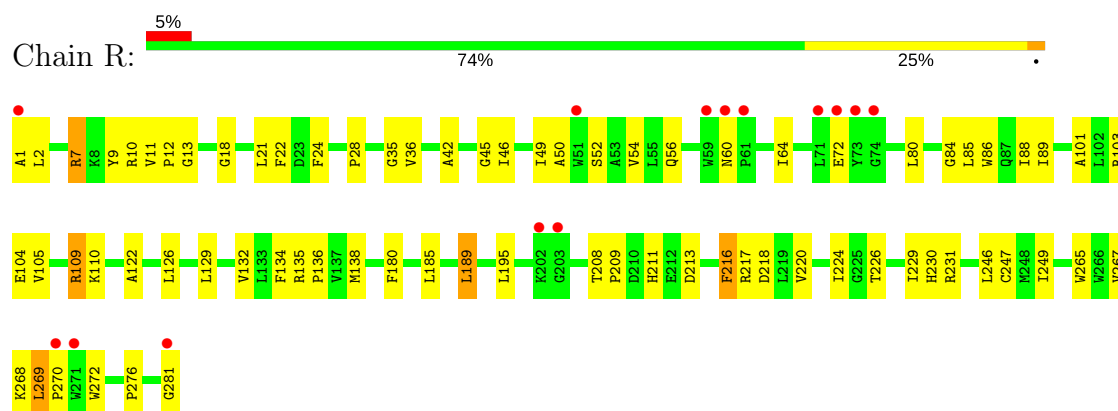 5%
Chain R:
74% 25% •
A1 L2 R7 K8 Y9 R10 V11 P12 G13 G18 L21 F22 D23 F24 P28 G35 V36 A42 G45 I46 I49 A50 W51 S52 A53 V54 L55 Q56 W59 N60 P61 I64 L71 E72 Y73 G74 L80 G84 L85 W86 Q87 I88 I89 A101 L102
E104 V105 R109 K110 A122 L126 L129 V132 L133 F134 R135 P136 V137 M138 F180 L185 L189 L195 K202 G203 T208 P209 D210 H211 E212 D213 F216 R217 D218 L219 V220 I224 G225 T226 I229 H230 R231 L246 C247 M248 I249 W265 W266
K268 L269 P270 W271 W272 P276 G281